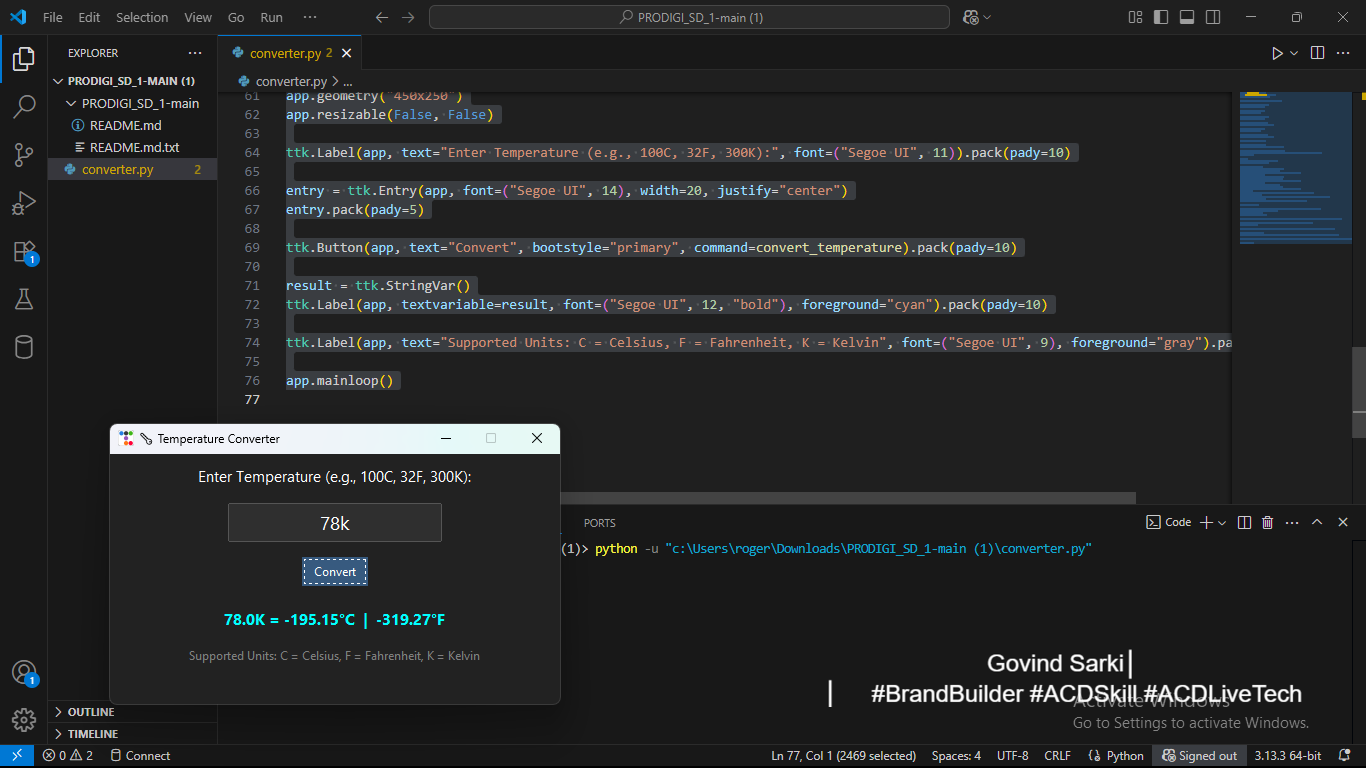 File Edit Selection View Go Run ··· PRODIGI_SD_1-main (1)
EXPLORER ···
PRODIGI_SD_1-MAIN (1)
PRODIGI_SD_1-main
README.md
README.md.txt
converter.py 2
OUTLINE
TIMELINE
converter.py 2
converter.py > ...
61 app.geometry("450x250")
62 app.resizable(False, False)
63
64 ttk.Label(app, text="Enter Temperature (e.g., 100C, 32F, 300K):", font=("Segoe UI", 11)).pack(pady=10)
65
66 entry = ttk.Entry(app, font=("Segoe UI", 14), width=20, justify="center")
67 entry.pack(pady=5)
68
69 ttk.Button(app, text="Convert", bootstyle="primary", command=convert_temperature).pack(pady=10)
70
71 result = ttk.StringVar()
72 ttk.Label(app, textvariable=result, font=("Segoe UI", 12, "bold"), foreground="cyan").pack(pady=10)
73
74 ttk.Label(app, text="Supported Units: C = Celsius, F = Fahrenheit, K = Kelvin", font=("Segoe UI", 9), foreground="gray").pa
75
76 app.mainloop()
77
Temperature Converter
Enter Temperature (e.g., 100C, 32F, 300K):
78k
Convert
78.0K = -195.15°C | -319.27°F
Supported Units: C = Celsius, F = Fahrenheit, K = Kelvin
PORTS
Code
(1)> python -u "c:\Users\roger\Downloads\PRODIGI_SD_1-main (1)\converter.py"
Govind Sarki|
| #BrandBuilder #ACDSkill #ACDLiveTech
Activate Windows
Go to Settings to activate Windows.
1
1
0 2 Connect
Ln 77, Col 1 (2469 selected) Spaces: 4 UTF-8 CRLF {} Python Signed out 3.13.3 64-bit